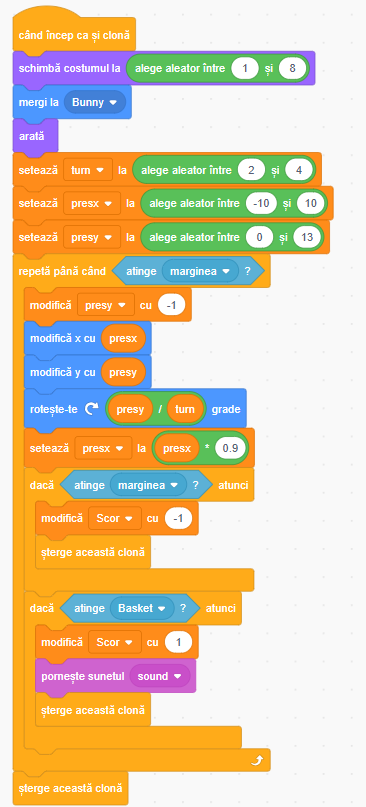 când încep ca și clonă
schimbă costumul la alege aleator între 1 și 8
mergi la Bunny
arată
setează turn la alege aleator între 2 și 4
setează presx la alege aleator între -10 și 10
setează presy la alege aleator între 0 și 13
repetă până când atinge marginea ?
modifică presy cu -1
modifică x cu presx
modifică y cu presy
rotește-te presy / turn grade
setează presx la presx * 0.9
dacă atinge marginea ? atunci
modifică Scor cu -1
șterge această clonă
dacă atinge Basket ? atunci
modifică Scor cu 1
pornește sunetul sound
șterge această clonă
șterge această clonă